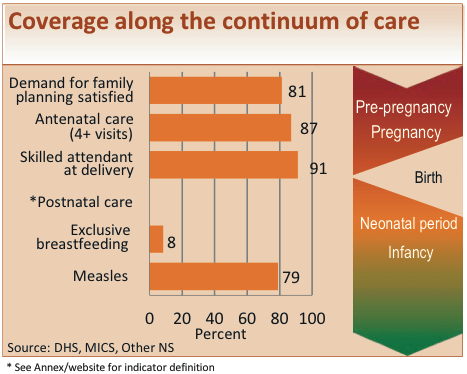 Coverage along the continuum of care
Demand for family
planning satisfied
81
Antenatal care
(4+ visits)
87
Skilled attendant
at delivery
91
*Postnatal care
Exclusive
breastfeeding
8
Measles
79
0 20 40 60 80 100
Percent
Pre-pregnancy
Pregnancy
Birth
Neonatal period
Infancy
Source: DHS, MICS, Other NS
* See Annex/website for indicator definition